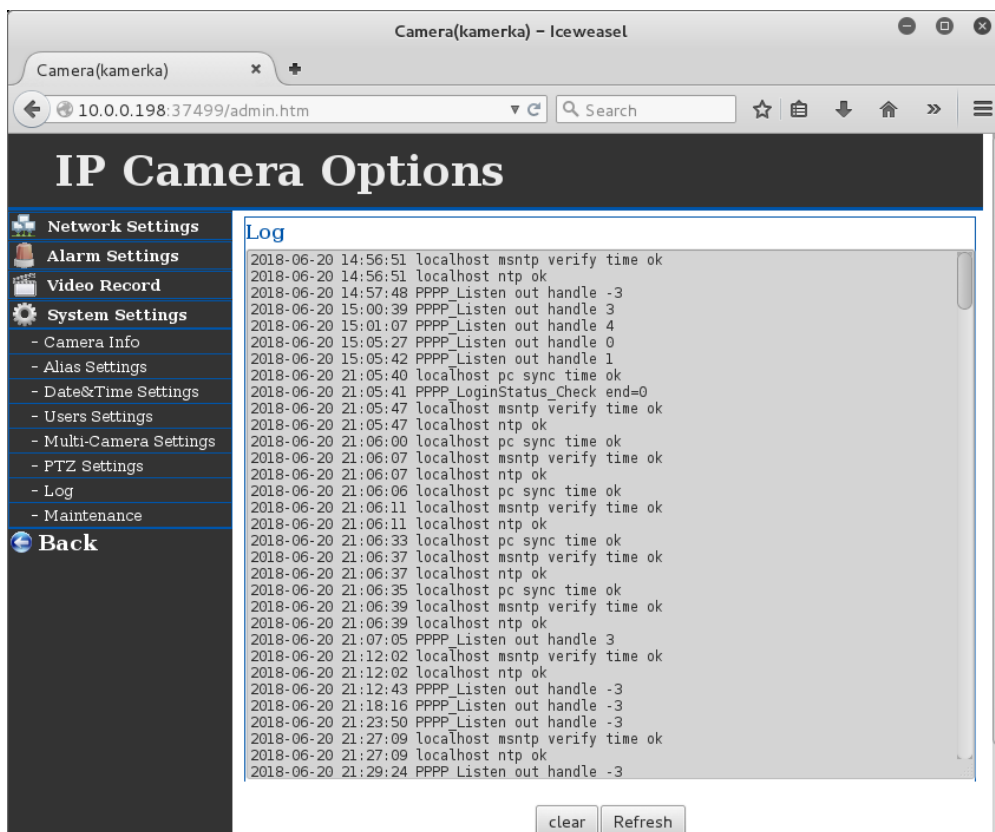 Camera(kamerka) – Iceweasel
Camera(kamerka)
10.0.0.198:37499/admin.htm
Search
IP Camera Options
Network Settings
Alarm Settings
Video Record
System Settings
- Camera Info
- Alias Settings
- Date&Time Settings
- Users Settings
- Multi-Camera Settings
- PTZ Settings
- Log
- Maintenance
Back
Log
2018-06-20 14:56:51 localhost msntp verify time ok
2018-06-20 14:56:51 localhost ntp ok
2018-06-20 14:57:48 PPPP_Listen out handle -3
2018-06-20 15:00:39 PPPP_Listen out handle 3
2018-06-20 15:01:07 PPPP_Listen out handle 4
2018-06-20 15:05:27 PPPP_Listen out handle 0
2018-06-20 15:05:42 PPPP_Listen out handle 1
2018-06-20 21:05:40 localhost pc sync time ok
2018-06-20 21:05:41 PPPP_LoginStatus_Check end=0
2018-06-20 21:05:47 localhost msntp verify time ok
2018-06-20 21:05:47 localhost ntp ok
2018-06-20 21:06:00 localhost pc sync time ok
2018-06-20 21:06:07 localhost msntp verify time ok
2018-06-20 21:06:07 localhost ntp ok
2018-06-20 21:06:06 localhost pc sync time ok
2018-06-20 21:06:11 localhost msntp verify time ok
2018-06-20 21:06:11 localhost ntp ok
2018-06-20 21:06:33 localhost pc sync time ok
2018-06-20 21:06:37 localhost msntp verify time ok
2018-06-20 21:06:37 localhost ntp ok
2018-06-20 21:06:35 localhost pc sync time ok
2018-06-20 21:06:39 localhost msntp verify time ok
2018-06-20 21:06:39 localhost ntp ok
2018-06-20 21:07:05 PPPP_Listen out handle 3
2018-06-20 21:12:02 localhost msntp verify time ok
2018-06-20 21:12:02 localhost ntp ok
2018-06-20 21:12:43 PPPP_Listen out handle -3
2018-06-20 21:18:16 PPPP_Listen out handle -3
2018-06-20 21:23:50 PPPP_Listen out handle -3
2018-06-20 21:27:09 localhost msntp verify time ok
2018-06-20 21:27:09 localhost ntp ok
2018-06-20 21:29:24 PPPP_Listen out handle -3
clear
Refresh